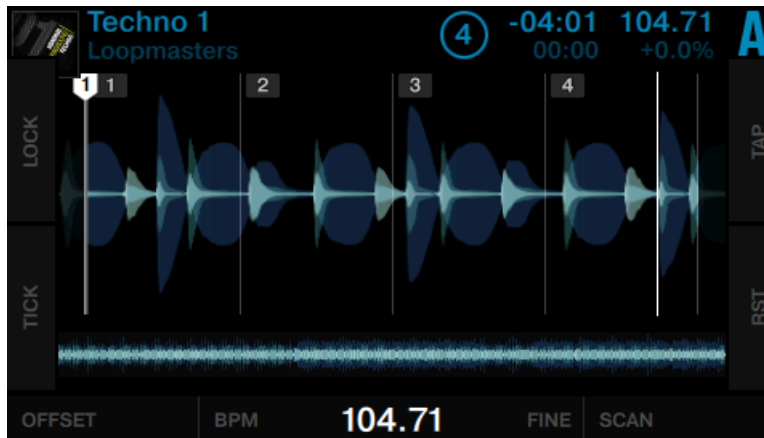 Techno 1
Loopmasters
4
-04:01
104.71
00:00
+0.0%
A
LOCK
TAP
1
1
2
3
4
TICK
BST
OFFSET
BPM
104.71
FINE
SCAN